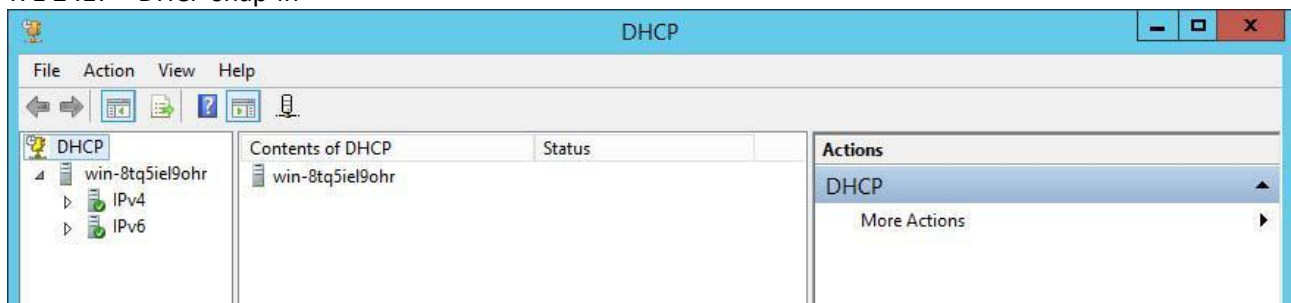 DHCP
File Action View Help
DHCP
win-8tq5iel9ohr
IPv4
IPv6
Contents of DHCP Status
win-8tq5iel9ohr
Actions
DHCP
More Actions